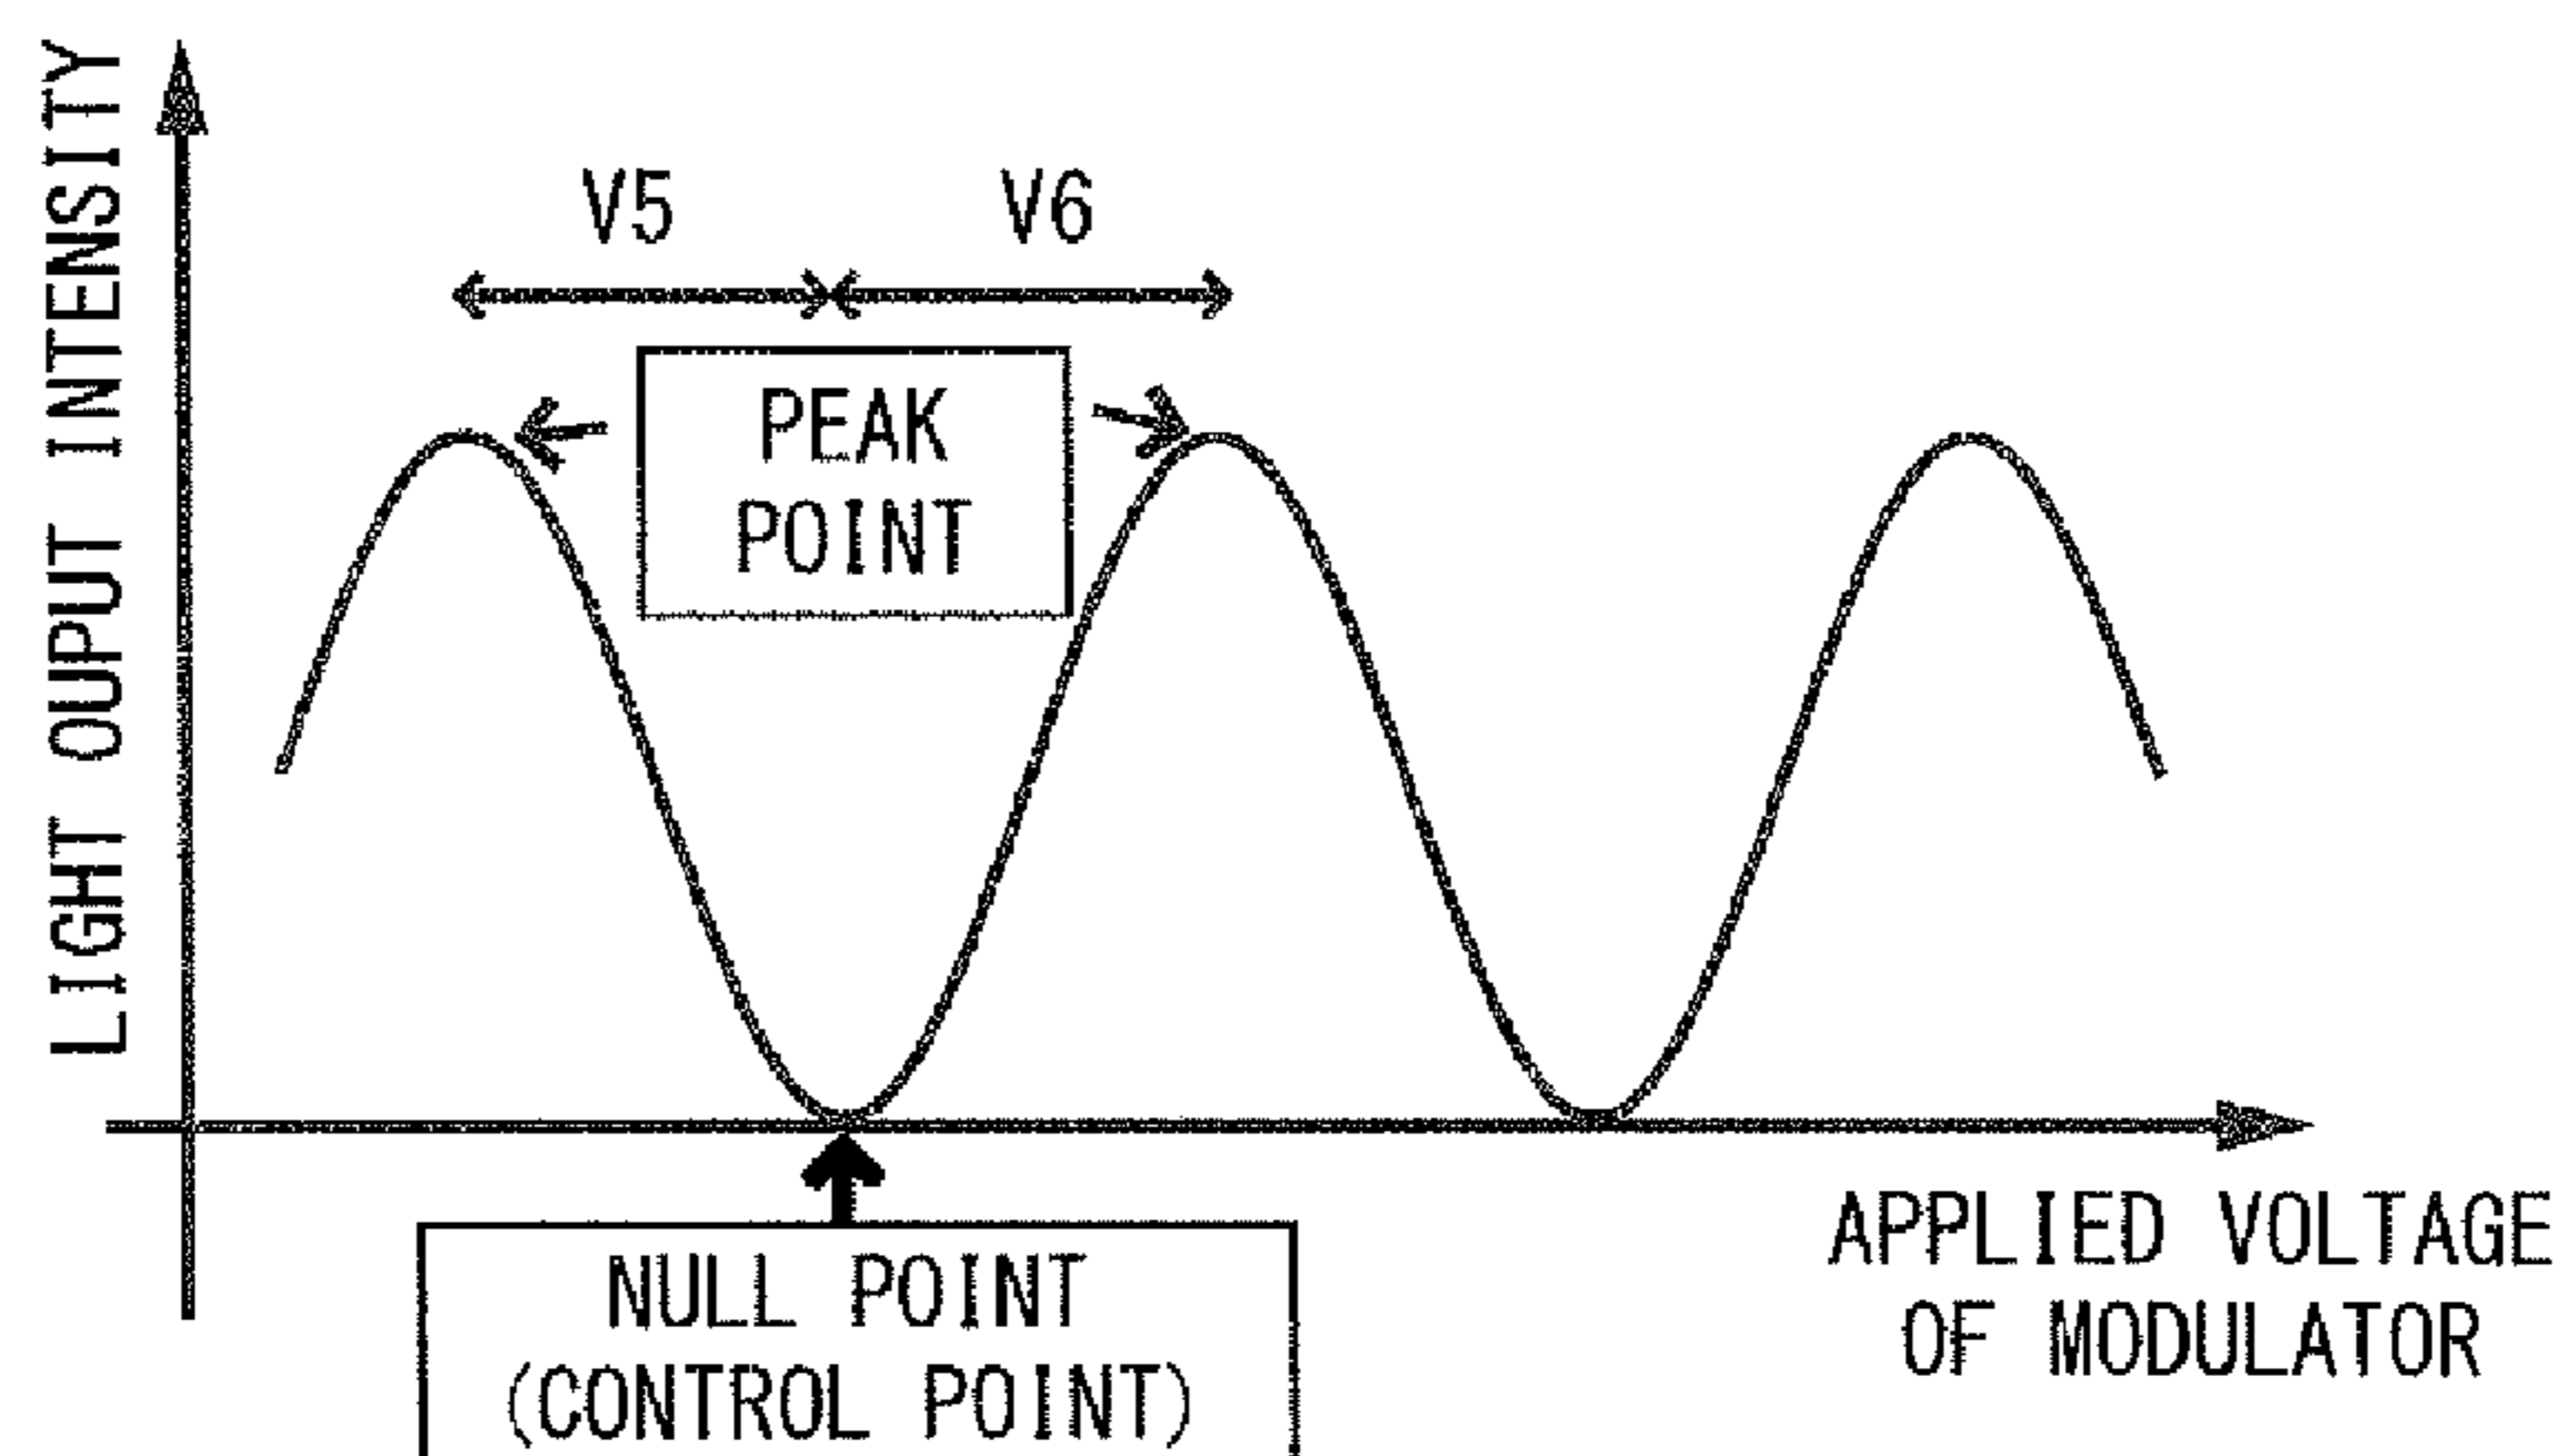 LIGHT OUPUT INTENSITY
V5
V6
PEAK
POINT
NULL POINT
(CONTROL POINT)
APPLIED VOLTAGE
OF MODULATOR